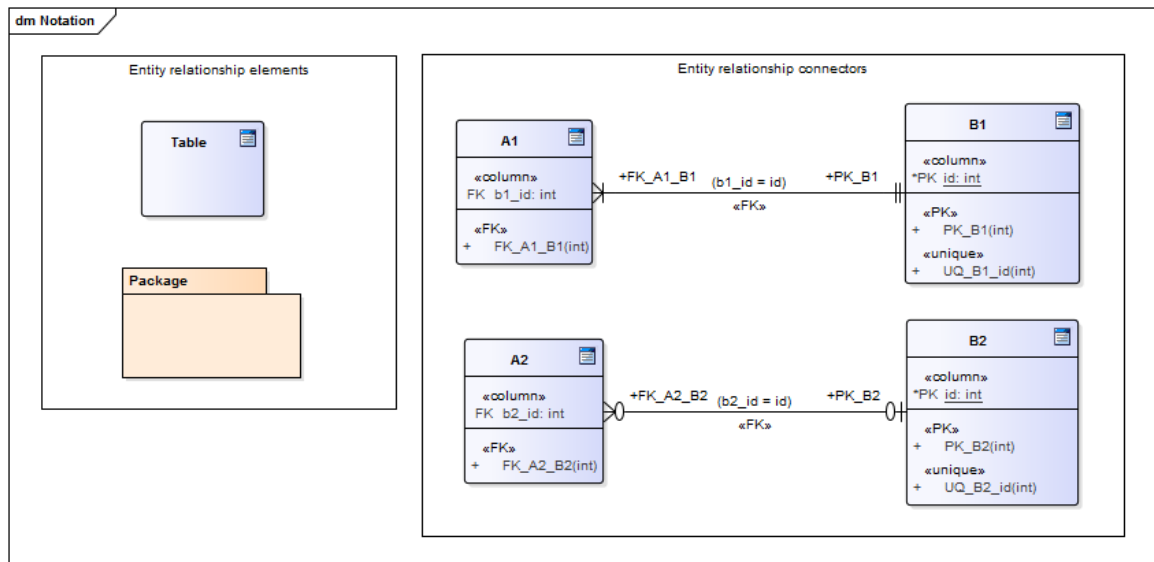 dm Notation
Entity relationship elements
Table
Package
Entity relationship connectors
A1
«column»
FK b1_id: int
«FK»
+ FK_A1_B1(int)
+FK_A1_B1
(b1_id = id)
+PK_B1
«FK»
B1
«column»
*PK id: int
«PK»
+ PK_B1(int)
«unique»
+ UQ_B1_id(int)
A2
«column»
FK b2_id: int
«FK»
+ FK_A2_B2(int)
+FK_A2_B2
(b2_id = id)
+PK_B2
«FK»
B2
«column»
*PK id: int
«PK»
+ PK_B2(int)
«unique»
+ UQ_B2_id(int)